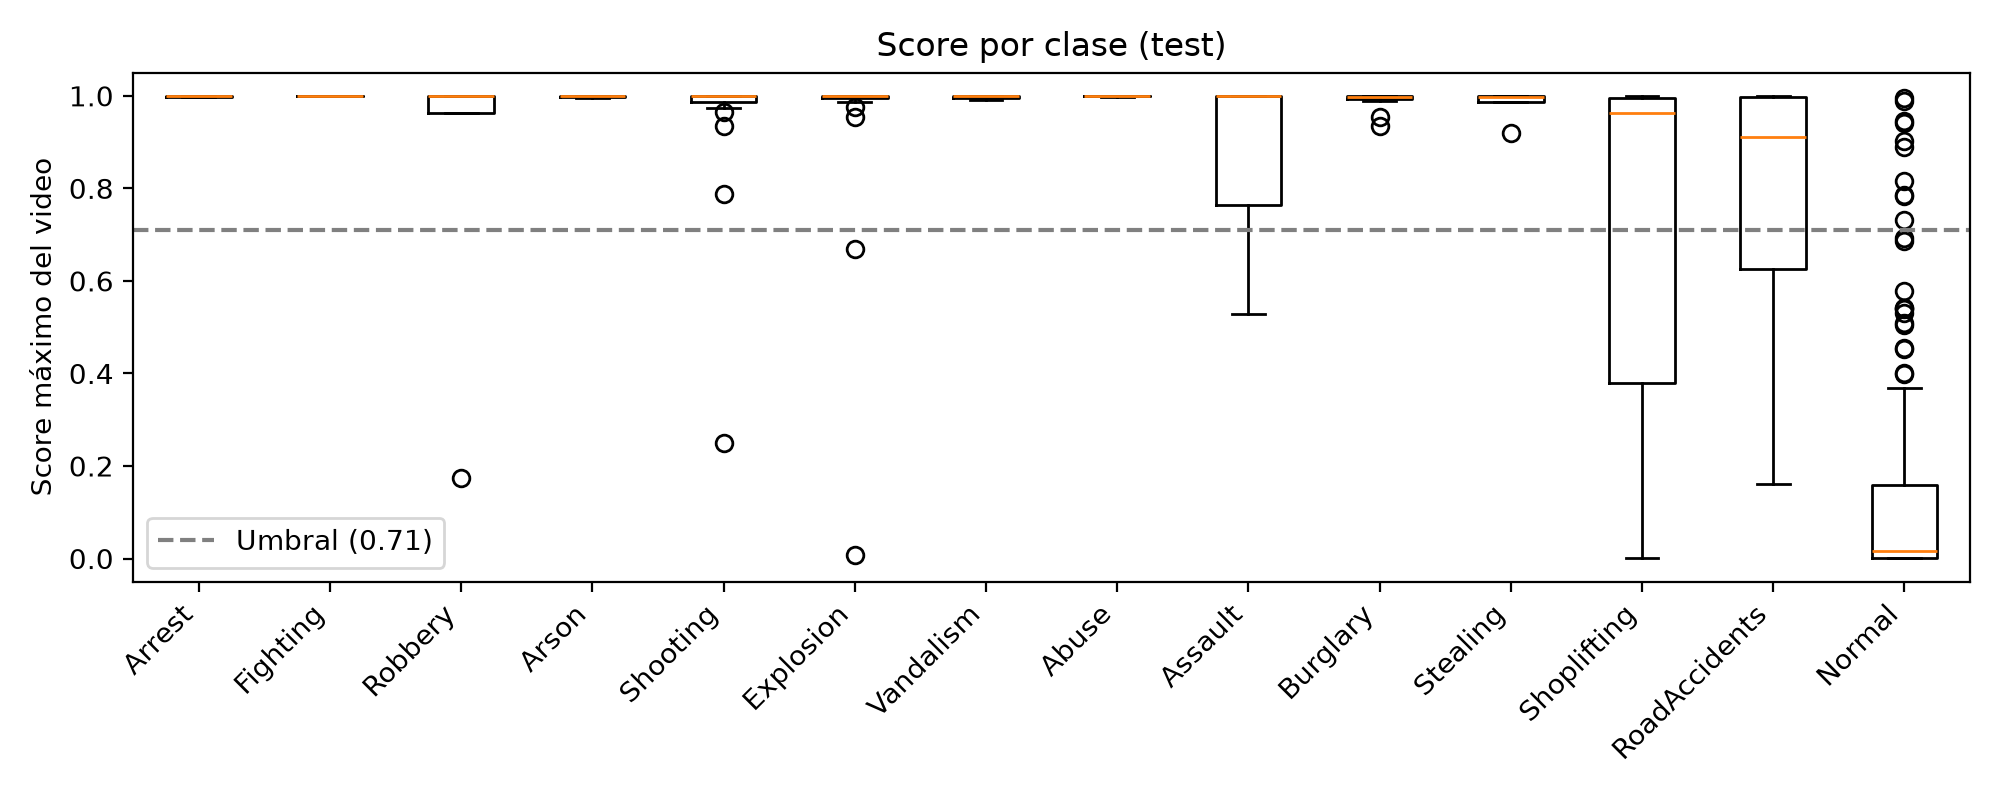 Score por clase (test)
Score máximo del video
1.0
0.8
0.6
0.4
0.2
0.0
Umbral (0.71)
Arrest
Fighting
Robbery
Arson
Shooting
Explosion
Vandalism
Abuse
Assault
Burglary
Stealing
Shoplifting
RoadAccidents
Normal